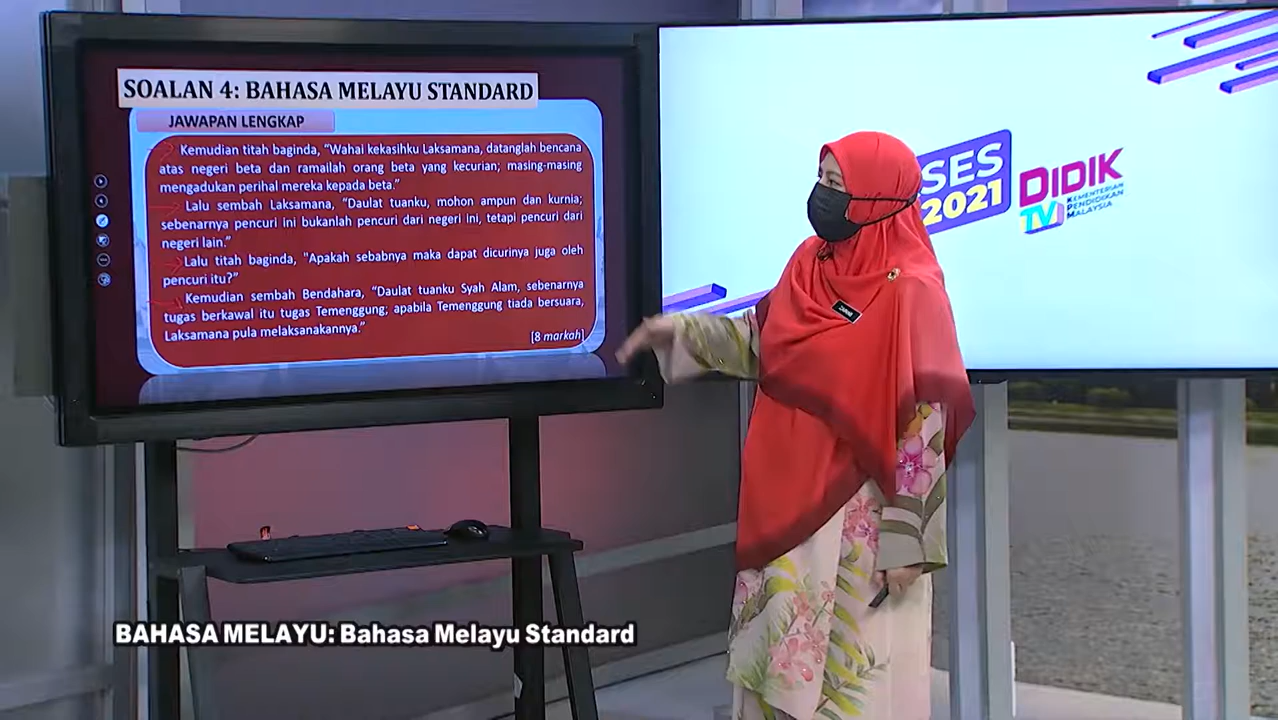 SOALAN 4: BAHASA MELAYU STANDARD
JAWAPAN LENGKAP
Kemudian titah baginda, “Wahai kekasihku Laksamana, datanglah bencana
atas negeri beta dan ramailah orang beta yang kecurian; masing-masing
mengadukan perihal mereka kepada beta.”
Lalu sembah Laksamana, “Daulat tuanku, mohon ampun dan kurnia;
sebenarnya pencuri ini bukanlah pencuri dari negeri ini, tetapi pencuri dari
negeri lain.”
Lalu titah baginda, "Apakah sebabnya maka dapat dicurinya juga oleh
pencuri itu?”
Kemudian sembah Bendahara, “Daulat tuanku Syah Alam, sebenarnya
tugas berkawal itu tugas Temenggung; apabila Temenggung tiada bersuara,
Laksamana pula melaksanakannya.”
[8 markah]
SES
2021
DIDIK
TV
KEMENTERIAN
PENDIDIKAN
MALAYSIA
BAHASA MELAYU: Bahasa Melayu Standard